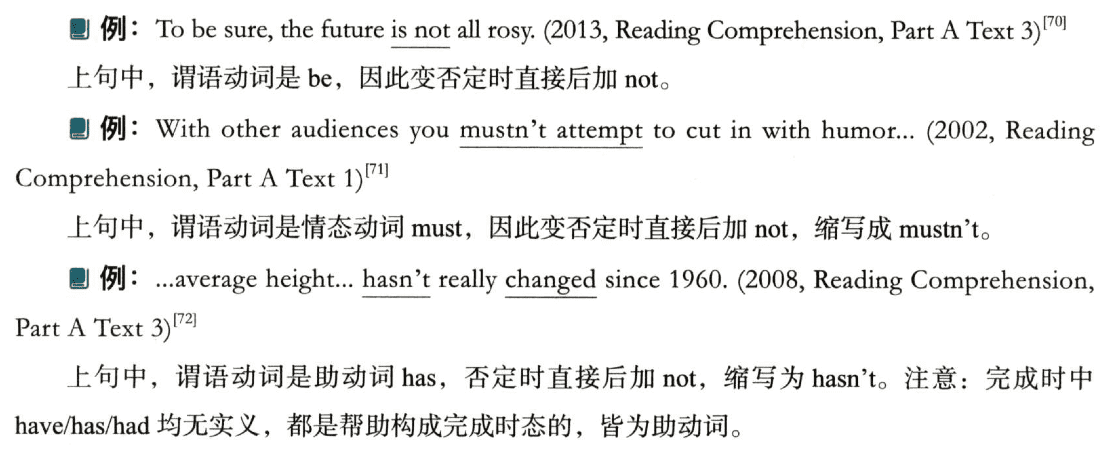 例：To be sure, the future is not all rosy. (2013, Reading Comprehension, Part A Text 3)[70]
上句中，谓语动词是 be，因此变否定时直接后加 not。
例：With other audiences you mustn't attempt to cut in with humor... (2002, Reading
Comprehension, Part A Text 1)[71]
上句中，谓语动词是情态动词 must，因此变否定时直接后加 not，缩写成 mustn't。
例：...average height... hasn't really changed since 1960. (2008, Reading Comprehension,
Part A Text 3)[72]
上句中，谓语动词是助动词 has，否定时直接后加 not，缩写为 hasn't。注意：完成时中
have/has/had 均无实义，都是帮助构成完成时态的，皆为助动词。